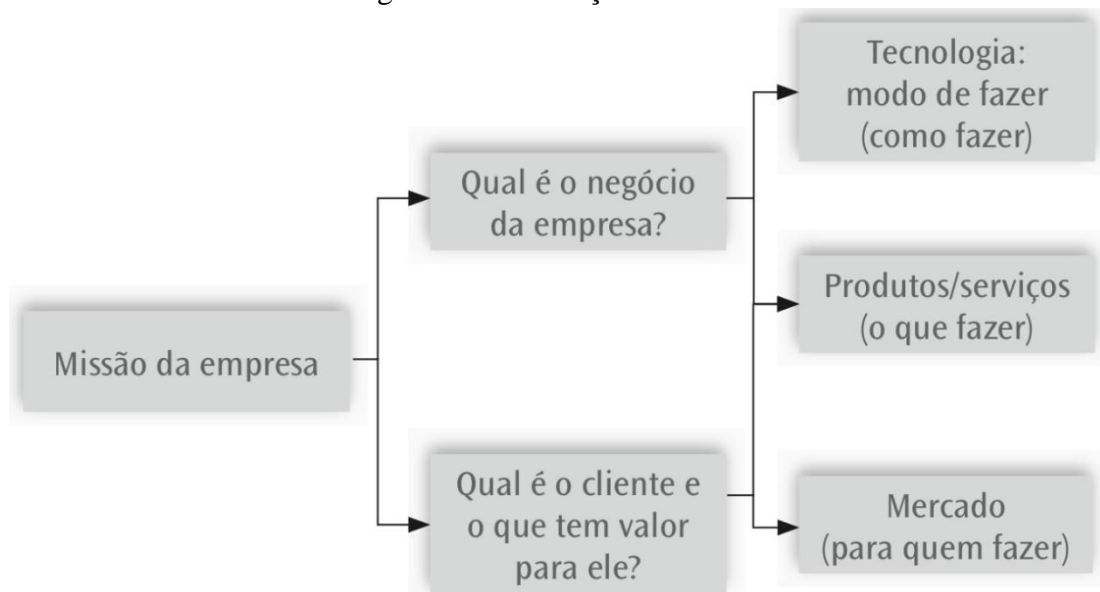 Missão da empresa
Qual é o negócio
da empresa?
Qual é o cliente e
o que tem valor
para ele?
Tecnologia:
modo de fazer
(como fazer)
Produtos/serviços
(o que fazer)
Mercado
(para quem fazer)